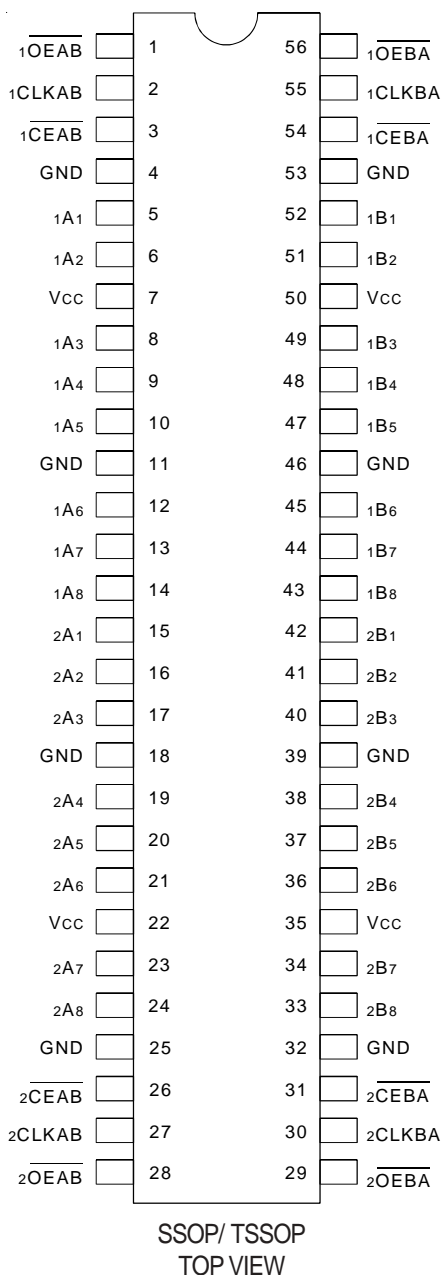 1OEAB 1 56 1OEBA
1CLKAB 2 55 1CLKBA
1CEAB 3 54 1CEBA
GND 4 53 GND
1A1 5 52 1B1
1A2 6 51 1B2
VCC 7 50 VCC
1A3 8 49 1B3
1A4 9 48 1B4
1A5 10 47 1B5
GND 11 46 GND
1A6 12 45 1B6
1A7 13 44 1B7
1A8 14 43 1B8
2A1 15 42 2B1
2A2 16 41 2B2
2A3 17 40 2B3
GND 18 39 GND
2A4 19 38 2B4
2A5 20 37 2B5
2A6 21 36 2B6
VCC 22 35 VCC
2A7 23 34 2B7
2A8 24 33 2B8
GND 25 32 GND
2CEAB 26 31 2CEBA
2CLKAB 27 30 2CLKBA
2OEAB 28 29 2OEBA
SSOP/ TSSOP
TOP VIEW